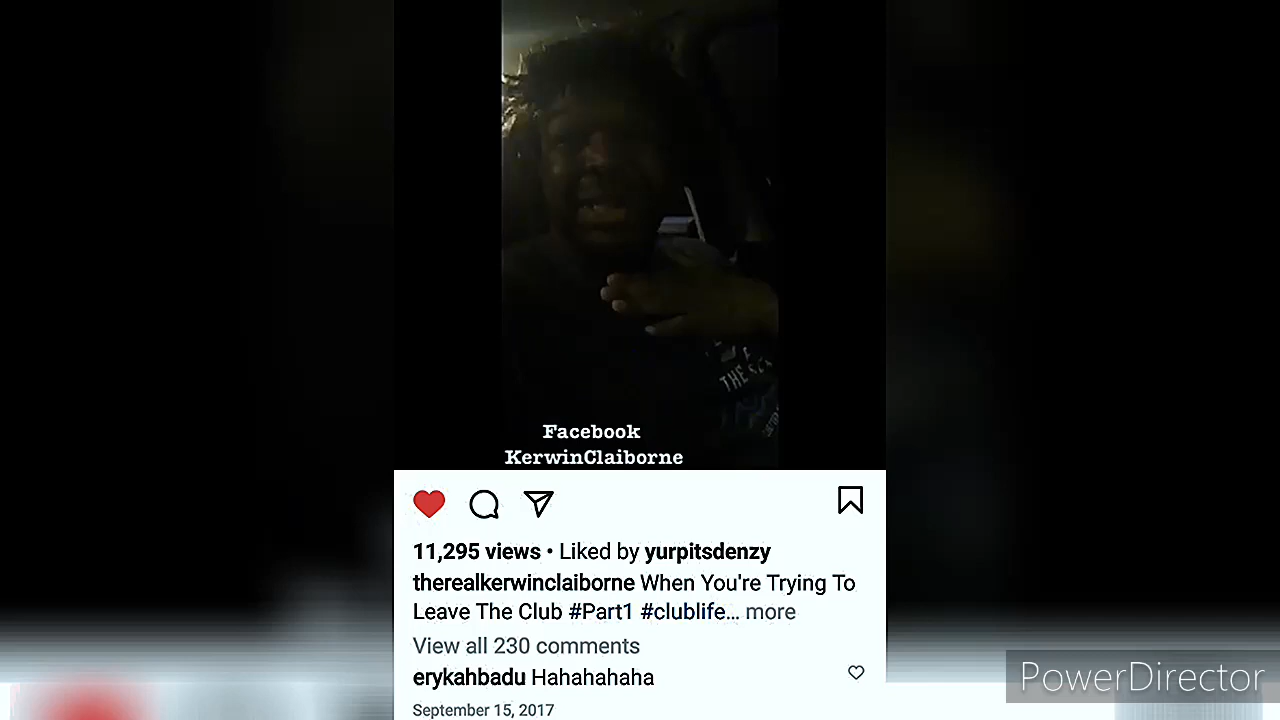 THE
Facebook
KerwinClaiborne
11,295 views • Liked by yurpitsdenzy
therealkerwinclaiborne When You're Trying To
Leave The Club #Part1 #clublife... more
View all 230 comments
erykahbadu Hahahahaha
September 15, 2017
PowerDirector